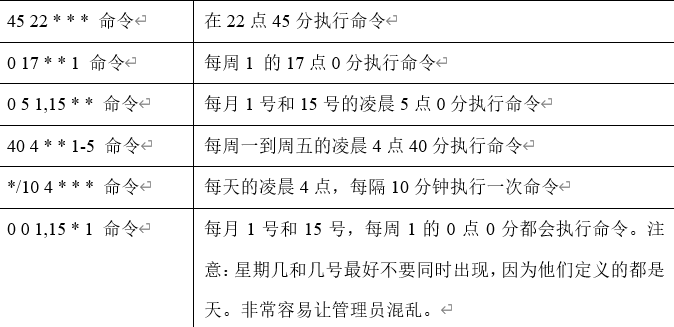 45 22 * * * 命令↵
在 22 点 45 分执行命令↵
0 17 * * 1 命令↵
每周 1 的 17 点 0 分执行命令↵
0 5 1,15 * * 命令↵
每月 1 号和 15 号的凌晨 5 点 0 分执行命令↵
40 4 * * 1-5 命令↵
每周一到周五的凌晨 4 点 40 分执行命令↵
*/10 4 * * * 命令↵
每天的凌晨 4 点，每隔 10 分钟执行一次命令↵
0 0 1,15 * 1 命令↵
每月 1 号和 15 号，每周 1 的 0 点 0 分都会执行命令。注
意：星期几和几号最好不要同时出现，因为他们定义的都是
天。非常容易让管理员混乱。↵